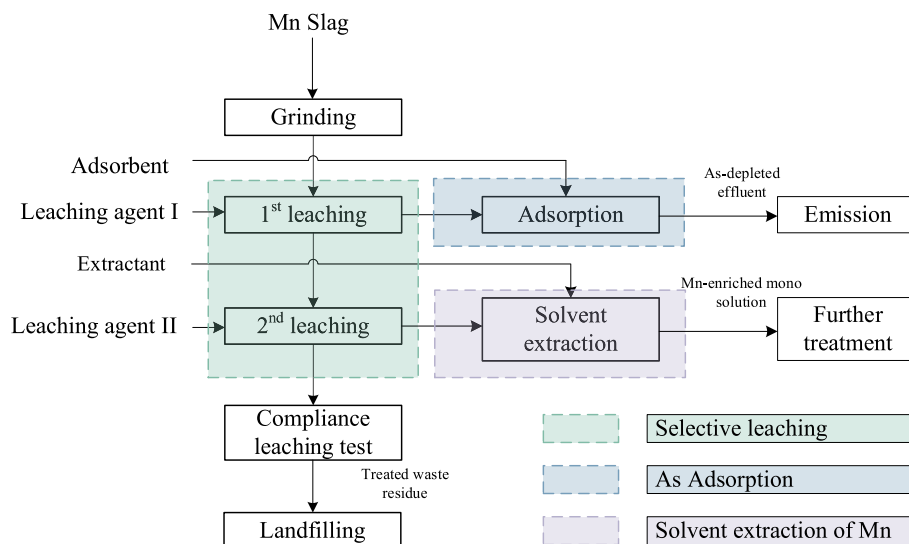 Mn Slag
Grinding
Adsorbent
As-depleted
effluent
Leaching agent I
1st leaching
Adsorption
Emission
Extractant
Mn-enriched mono
solution
Leaching agent II
2nd leaching
Solvent
extraction
Further
treatment
Compliance
leaching test
Selective leaching
Treated waste
residue
As Adsorption
Landfilling
Solvent extraction of Mn